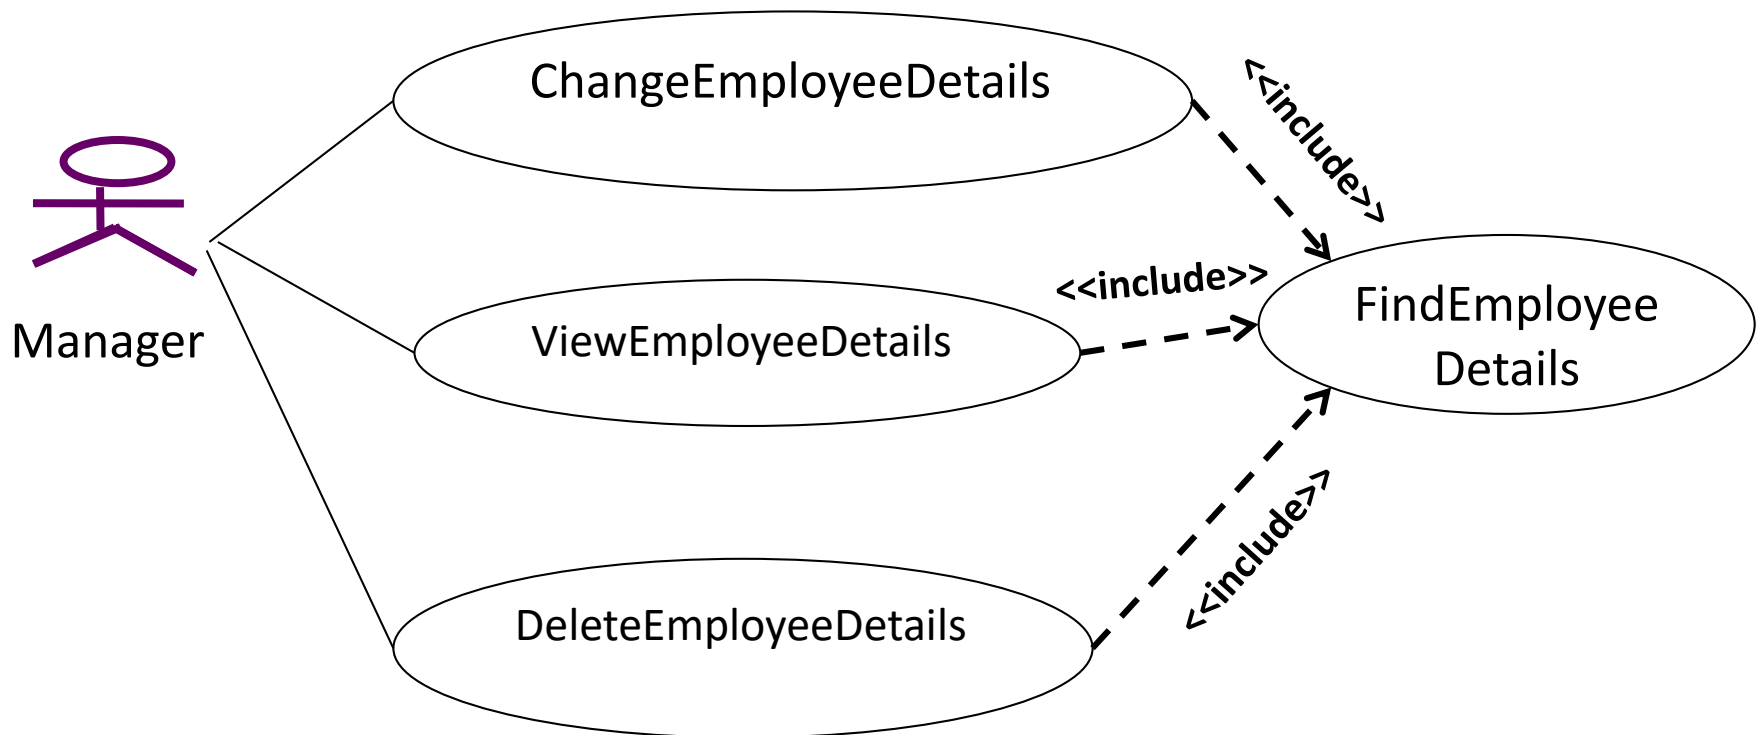 ChangeEmployeeDetails
<<include>>
Manager
ViewEmployeeDetails
<<include>>
FindEmployee
Details
DeleteEmployeeDetails
<<include>>